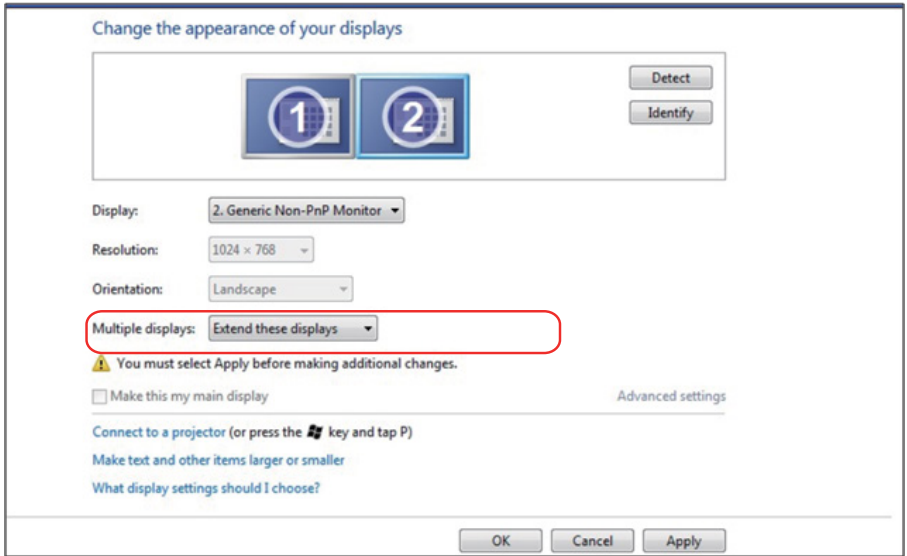 Change the appearance of your displays
1 2
Detect
Identify
Display: 2. Generic Non-PnP Monitor
Resolution: 1024 × 768
Orientation: Landscape
Multiple displays: Extend these displays
You must select Apply before making additional changes.
Make this my main display Advanced settings
Connect to a projector (or press the key and tap P)
Make text and other items larger or smaller
What display settings should I choose?
OK Cancel Apply